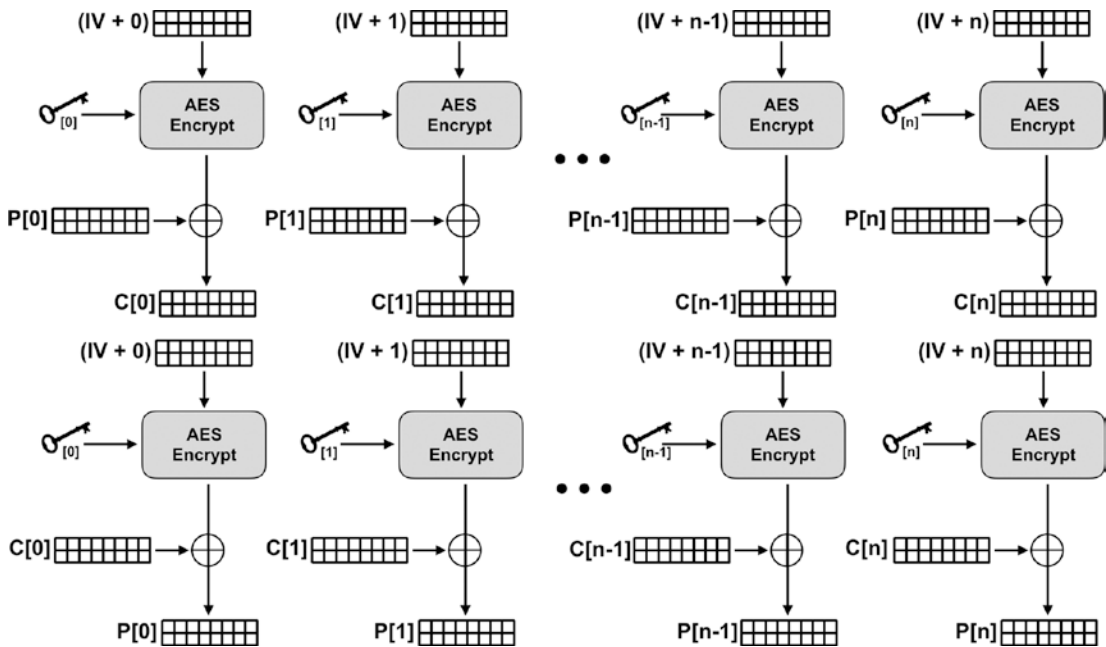 (IV + 0) (IV + 1) (IV + n-1) (IV + n)
AES Encrypt AES Encrypt AES Encrypt AES Encrypt
[0] [1] [n-1] [n]
• • •
P[0] P[1] P[n-1] P[n]
C[0] C[1] C[n-1] C[n]
(IV + 0) (IV + 1) (IV + n-1) (IV + n)
AES Encrypt AES Encrypt AES Encrypt AES Encrypt
[0] [1] [n-1] [n]
• • •
C[0] C[1] C[n-1] C[n]
P[0] P[1] P[n-1] P[n]